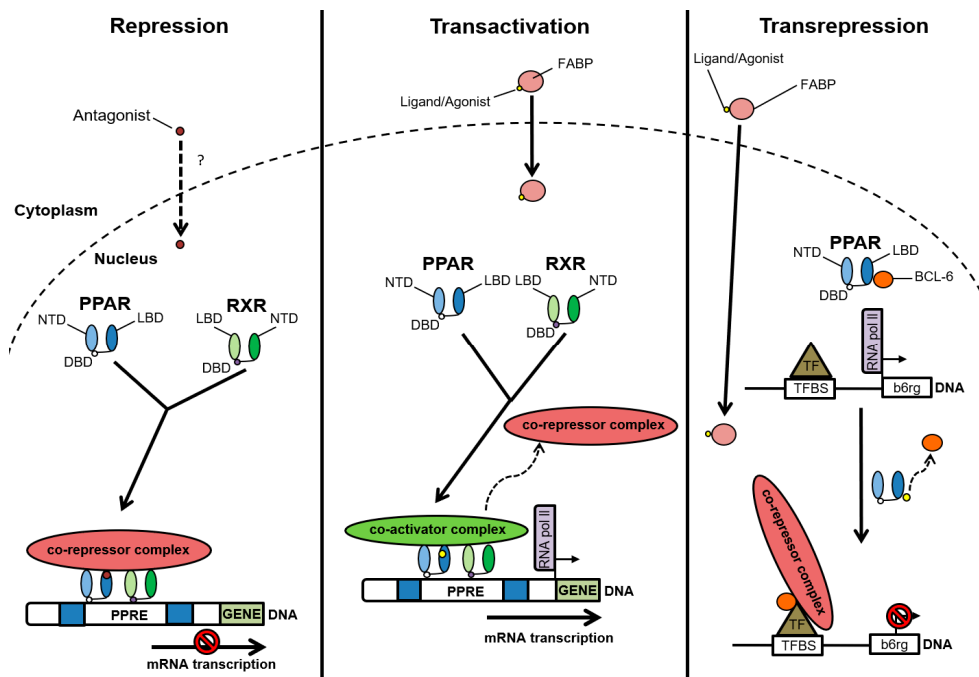 Repression
Antagonist
?
Cytoplasm
Nucleus
PPAR
RXR
NTD
LBD
LBD
NTD
DBD
DBD
co-repressor complex
PPRE
GENE
DNA
mRNA transcription
Transactivation
FABP
Ligand/Agonist
PPAR
RXR
NTD
LBD
LBD
NTD
DBD
DBD
co-repressor complex
co-activator complex
RNA pol II
PPRE
GENE
DNA
mRNA transcription
Transrepression
Ligand/Agonist
FABP
PPAR
NTD
LBD
BCL-6
DBD
RNA pol II
TF
TFBS
b6rg
DNA
co-repressor complex
TF
TFBS
b6rg
DNA